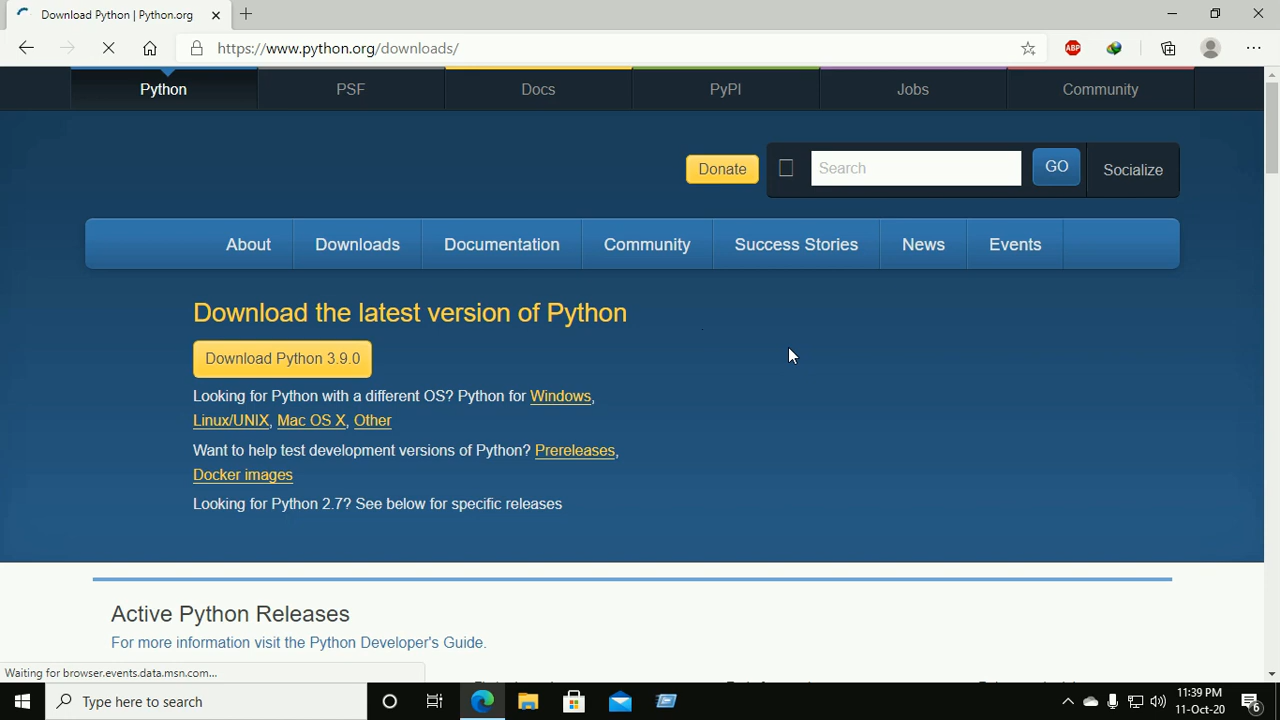 Download Python | Python.org
https://www.python.org/downloads/
ABP
Python
PSF
Docs
PyPI
Jobs
Community
Donate
Search
GO
Socialize
About
Downloads
Documentation
Community
Success Stories
News
Events
Download the latest version of Python
Download Python 3.9.0
Looking for Python with a different OS? Python for Windows,
Linux/UNIX, Mac OS X, Other
Want to help test development versions of Python? Prereleases,
Docker images
Looking for Python 2.7? See below for specific releases
Active Python Releases
For more information visit the Python Developer's Guide.
Waiting for browser.events.data.msn.com...
Type here to search
11:39 PM
11-Oct-20
6